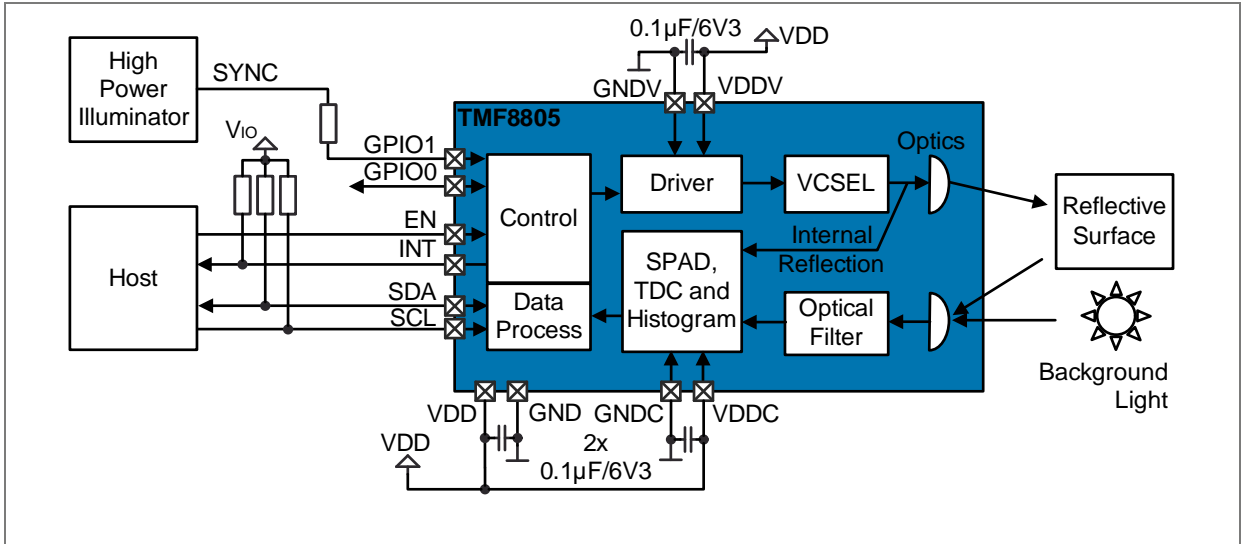 0.1µF/6V3
VDD
High
Power
Illuminator
SYNC
GNDV
VDDV
TMF8805
VIO
GPIO1
GPIO0
EN
INT
SDA
SCL
Host
Control
Data
Process
Driver
VCSEL
Optics
Internal
Reflection
SPAD,
TDC and
Histogram
Optical
Filter
Reflective
Surface
Background
Light
VDD
GND
GNDC
VDDC
VDD
2x
0.1µF/6V3